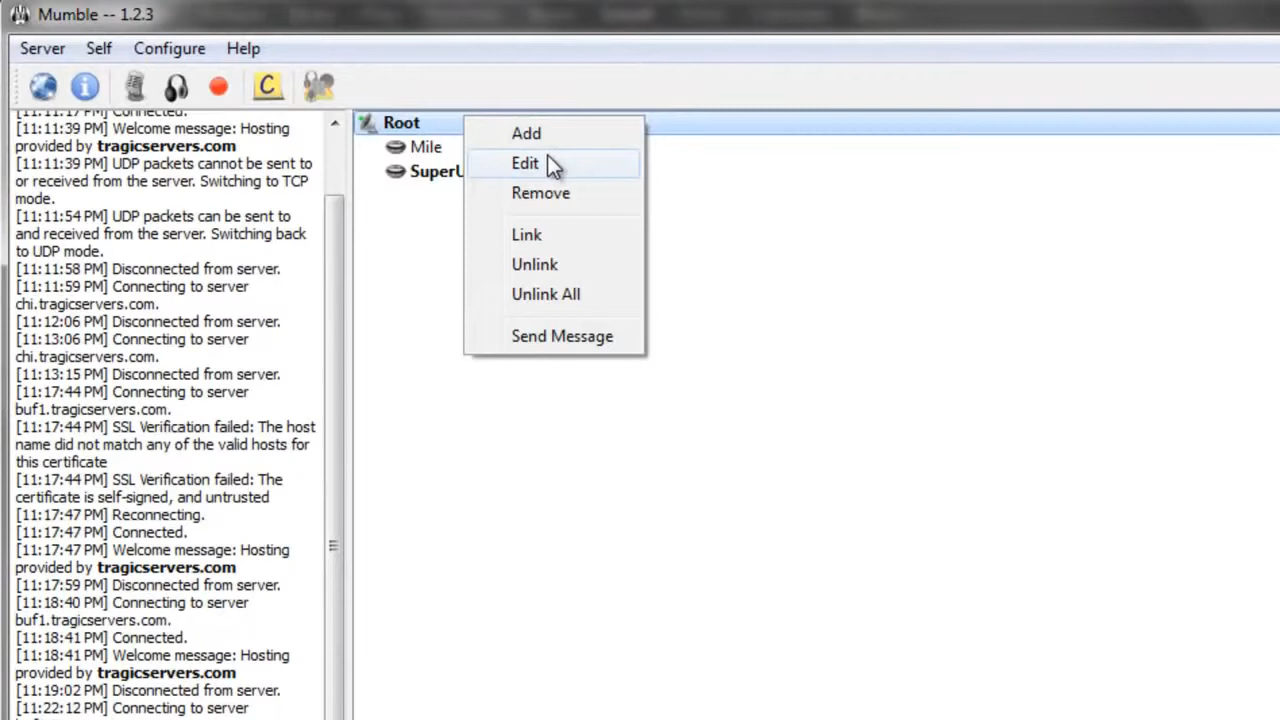 Mumble -- 1.2.3
Server Self Configure Help
C
[11:11:17 PM] Connected.
[11:11:39 PM] Welcome message: Hosting
provided by tragicservers.com
[11:11:39 PM] UDP packets cannot be sent to
or received from the server. Switching to TCP
mode.
[11:11:54 PM] UDP packets can be sent to
and received from the server. Switching back
to UDP mode.
[11:11:58 PM] Disconnected from server.
[11:11:59 PM] Connecting to server
chi.tragicservers.com.
[11:12:06 PM] Disconnected from server.
[11:13:06 PM] Connecting to server
chi.tragicservers.com.
[11:13:15 PM] Disconnected from server.
[11:17:44 PM] Connecting to server
buf1.tragicservers.com.
[11:17:44 PM] SSL Verification failed: The host
name did not match any of the valid hosts for
this certificate
[11:17:44 PM] SSL Verification failed: The
certificate is self-signed, and untrusted
[11:17:47 PM] Reconnecting.
[11:17:47 PM] Connected.
[11:17:47 PM] Welcome message: Hosting
provided by tragicservers.com
[11:17:59 PM] Disconnected from server.
[11:18:40 PM] Connecting to server
buf1.tragicservers.com.
[11:18:41 PM] Connected.
[11:18:41 PM] Welcome message: Hosting
provided by tragicservers.com
[11:19:02 PM] Disconnected from server.
[11:22:12 PM] Connecting to server
Root
Mile
SuperU
Add
Edit
Remove
Link
Unlink
Unlink All
Send Message